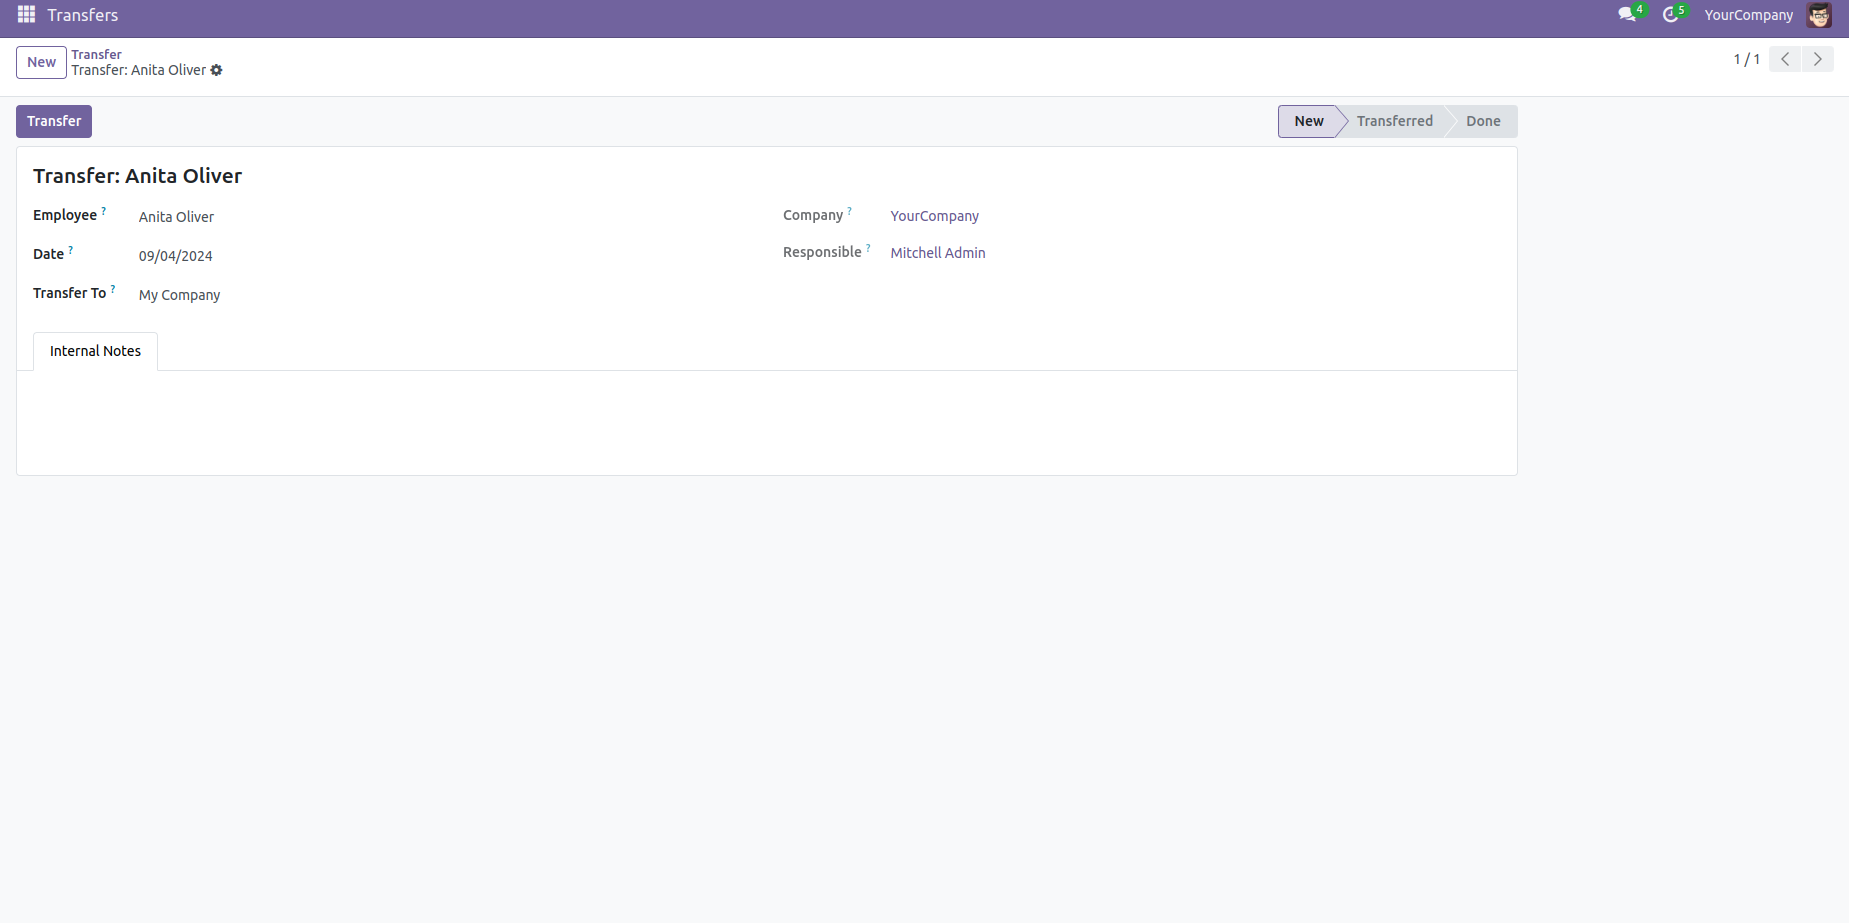 Transfers
4
5
YourCompany
New
Transfer
Transfer: Anita Oliver
1 / 1
Transfer
New
Transferred
Done
Transfer: Anita Oliver
Employee ?
Anita Oliver
Company ?
YourCompany
Date ?
09/04/2024
Responsible ?
Mitchell Admin
Transfer To ?
My Company
Internal Notes